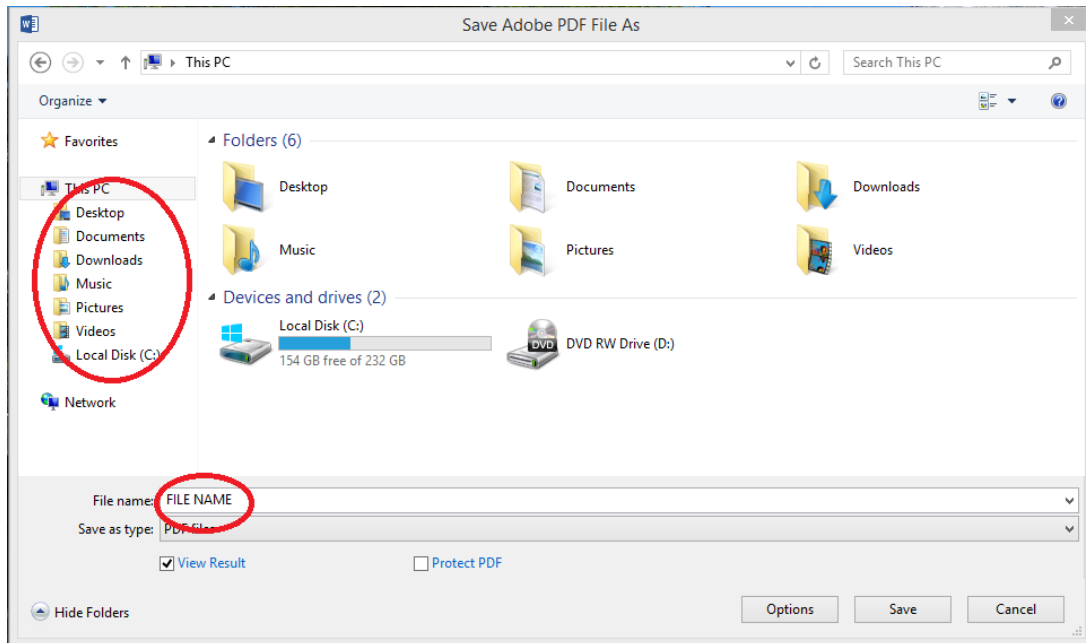 Save Adobe PDF File As
This PC
Search This PC
Organize
Favorites
This PC
Desktop
Documents
Downloads
Music
Pictures
Videos
Local Disk (C:)
Network
Folders (6)
Desktop
Documents
Downloads
Music
Pictures
Videos
Devices and drives (2)
Local Disk (C:)
154 GB free of 232 GB
DVD
DVD RW Drive (D:)
File name: FILE NAME
Save as type: PDF files
View Result
Protect PDF
Hide Folders
Options
Save
Cancel